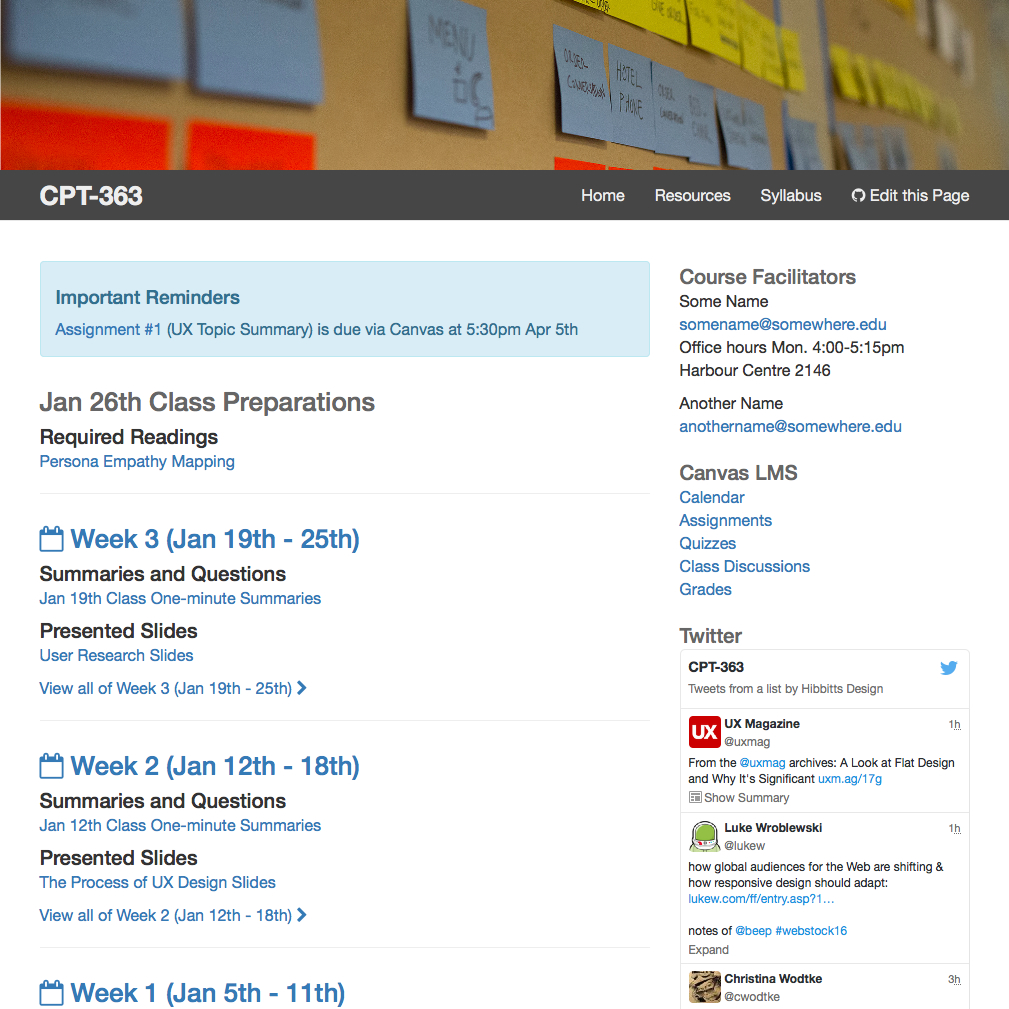 MENU
ORDER-
CONVERSATION
HOTEL
PHONE
CPT-363
Home Resources Syllabus Edit this Page
Important Reminders
Assignment #1 (UX Topic Summary) is due via Canvas at 5:30pm Apr 5th
Jan 26th Class Preparations
Required Readings
Persona Empathy Mapping
Week 3 (Jan 19th - 25th)
Summaries and Questions
Jan 19th Class One-minute Summaries
Presented Slides
User Research Slides
View all of Week 3 (Jan 19th - 25th)
Week 2 (Jan 12th - 18th)
Summaries and Questions
Jan 12th Class One-minute Summaries
Presented Slides
The Process of UX Design Slides
View all of Week 2 (Jan 12th - 18th)
Week 1 (Jan 5th - 11th)
Course Facilitators
Some Name
somename@somewhere.edu
Office hours Mon. 4:00-5:15pm
Harbour Centre 2146
Another Name
anothername@somewhere.edu
Canvas LMS
Calendar
Assignments
Quizzes
Class Discussions
Grades
Twitter
CPT-363
Tweets from a list by Hibbitts Design
UX
UX Magazine 1h
@uxmag
From the @uxmag archives: A Look at Flat Design
and Why It's Significant uxm.ag/17g
Show Summary
Luke Wroblewski 1h
@lukew
how global audiences for the Web are shifting &
how responsive design should adapt:
lukew.com/ff/entry.asp?1…
notes of @beep #webstock16
Expand
Christina Wodtke 3h
@cwodtke